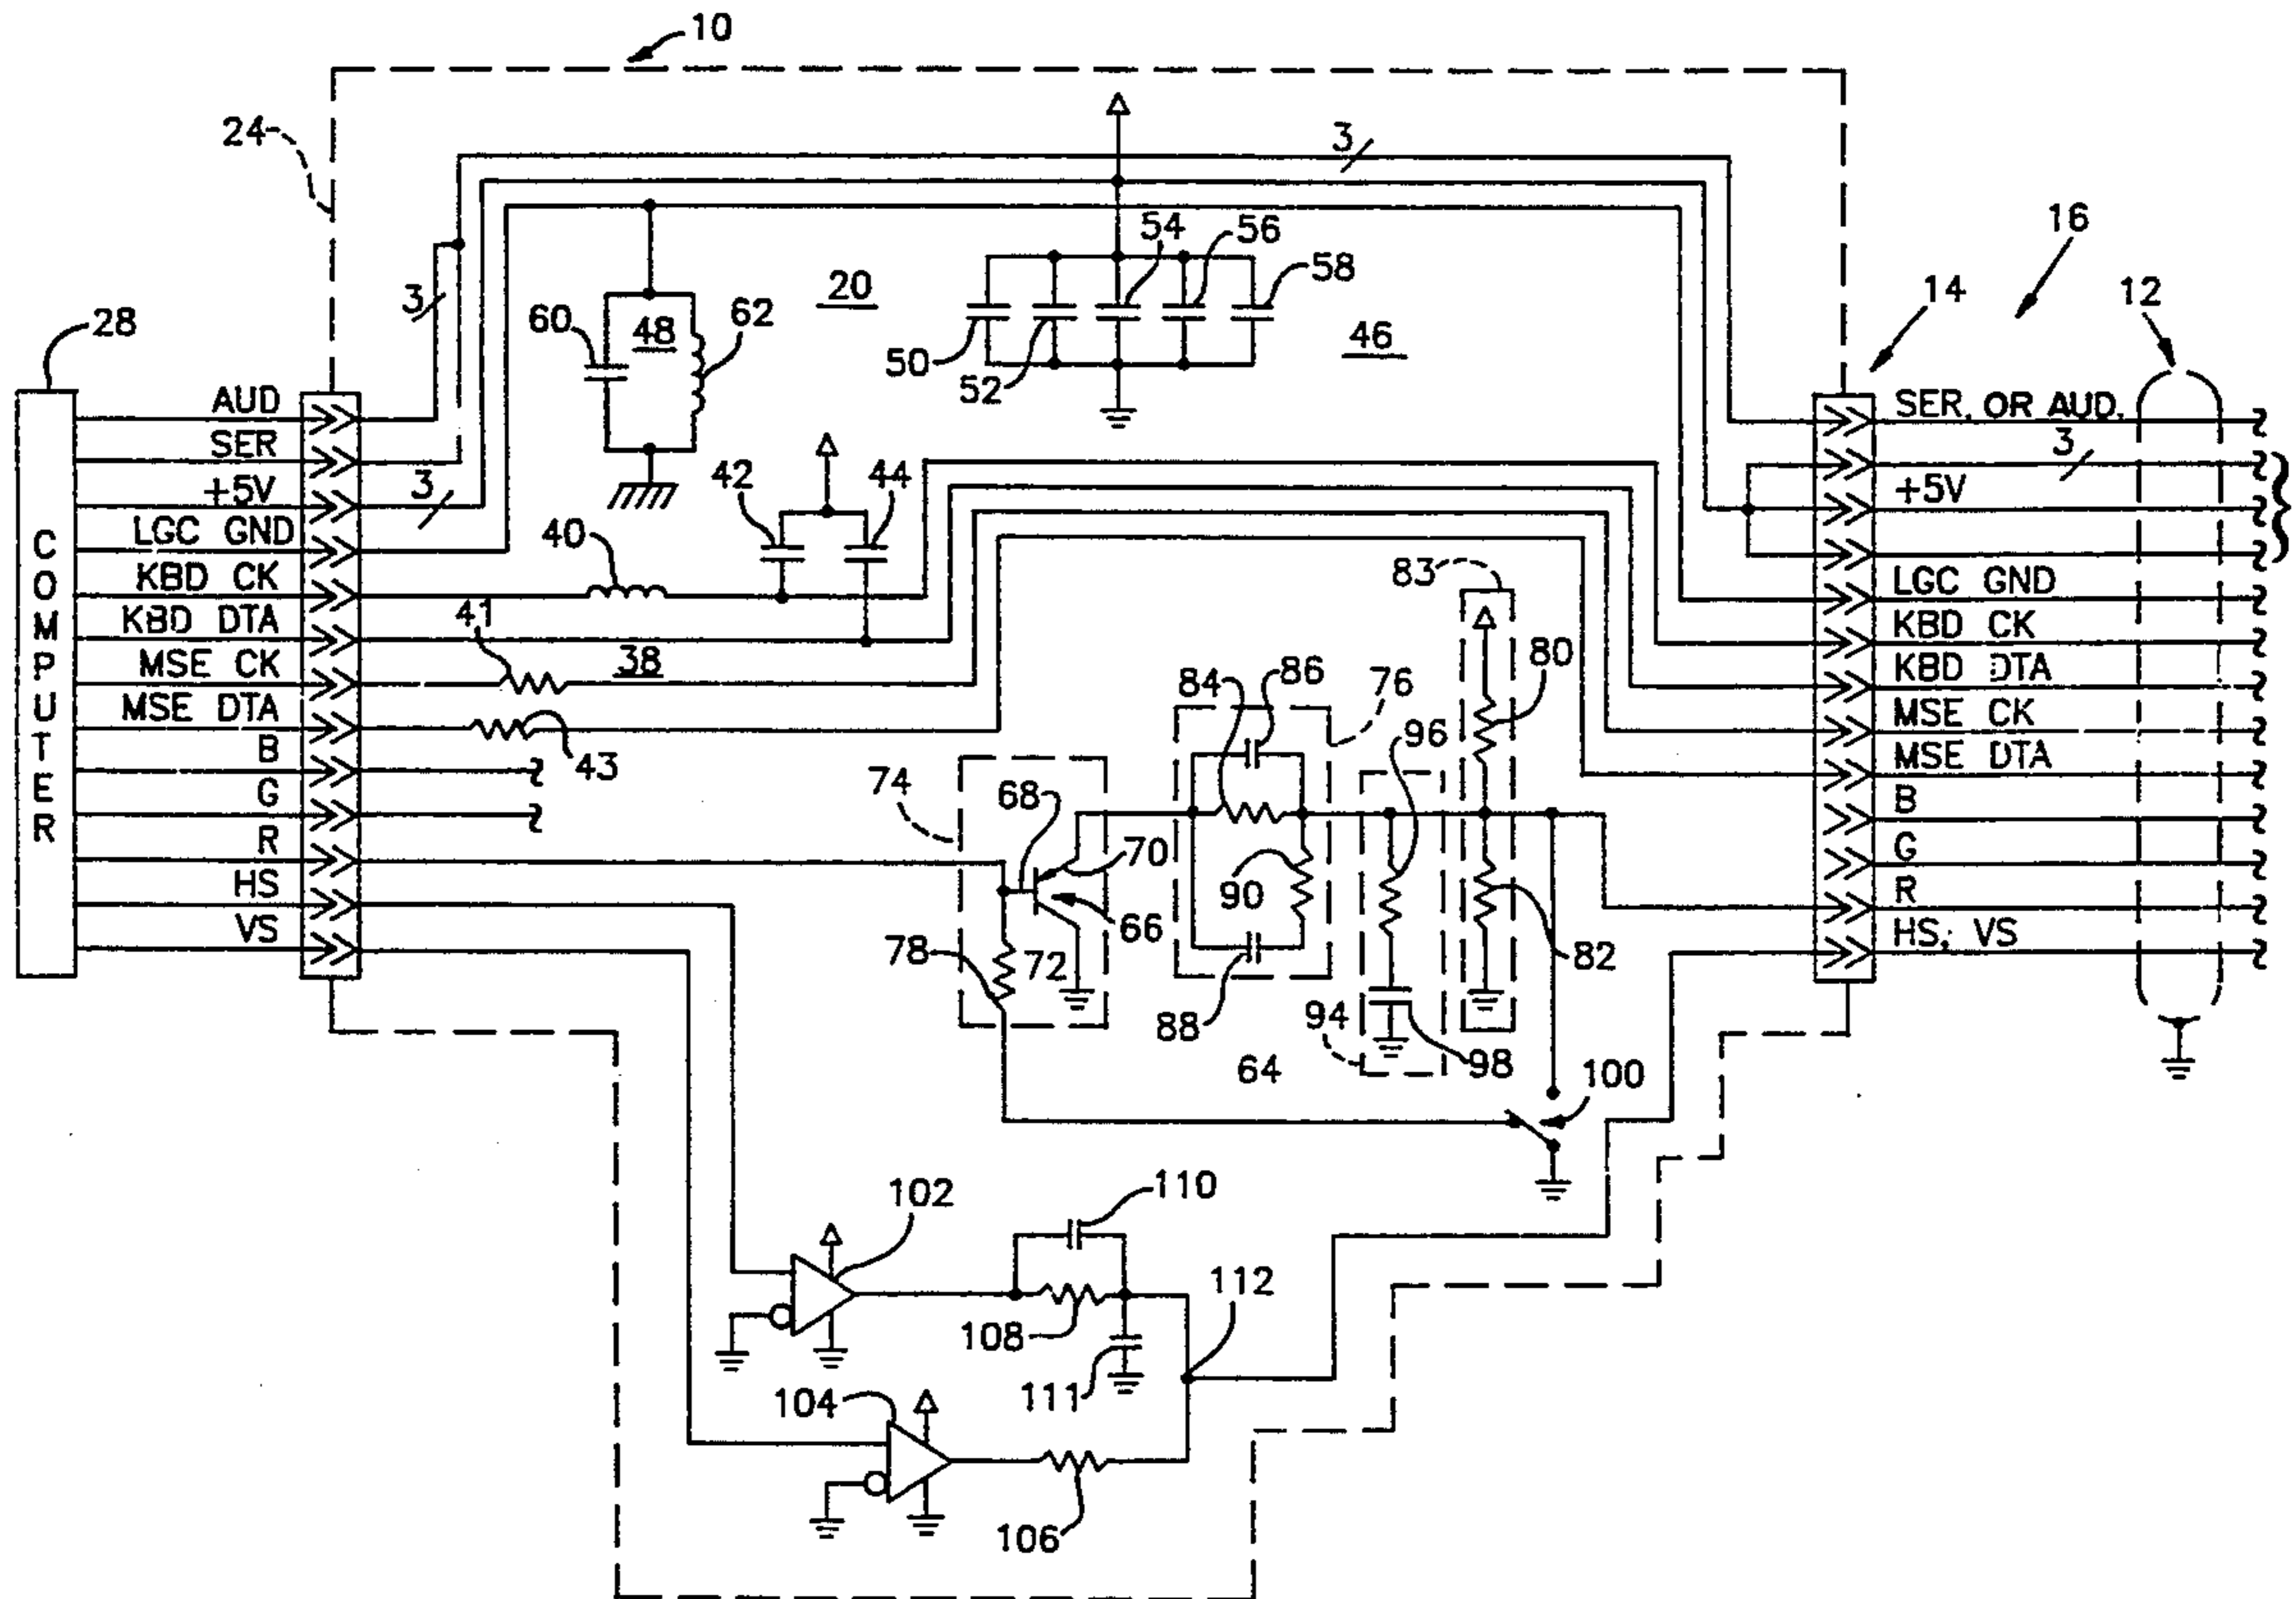 10
24
3
16
54
56
58
20
14
12
28
3
60
48
62
50
52
46
AUD
SER. OR AUD.
SER
3
+5V
3
42
44
+5V
LGC GND
40
83
LGC GND
KBD CK
41
KBD CK
KBD DTA
84
86
76
80
KBD DTA
MSE CK
38
MSE CK
MSE DTA
43
96
MSE DTA
B
74
68
B
G
70
G
R
90
R
HS
66
HS, VS
VS
78
72
82
88
94
98
64
100
COMPUTER
102
110
108
112
111
104
106